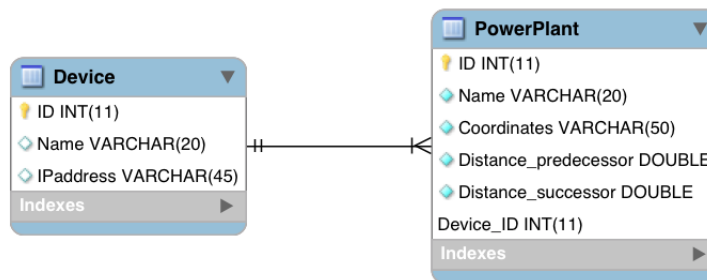 Device
ID INT(11)
Name VARCHAR(20)
IPaddress VARCHAR(45)
Indexes
PowerPlant
ID INT(11)
Name VARCHAR(20)
Coordinates VARCHAR(50)
Distance_predecessor DOUBLE
Distance_successor DOUBLE
Device_ID INT(11)
Indexes